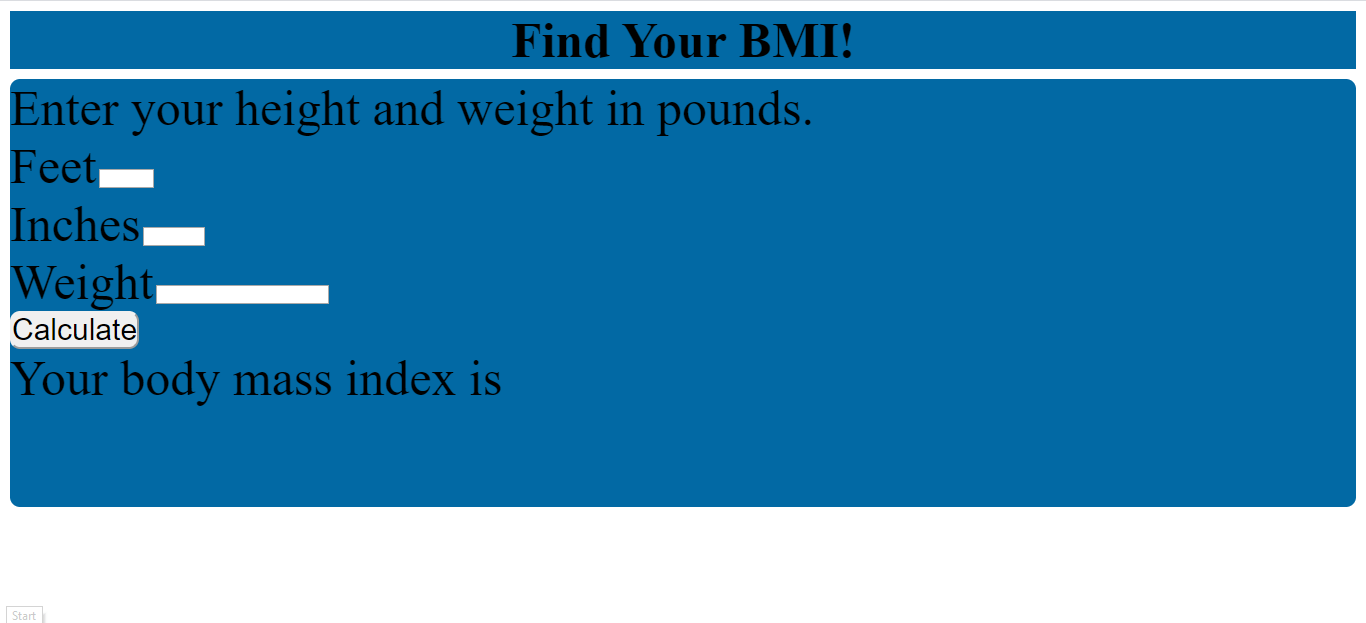 Find Your BMI!
Enter your height and weight in pounds.
Feet
Inches
Weight
Calculate
Your body mass index is
Start